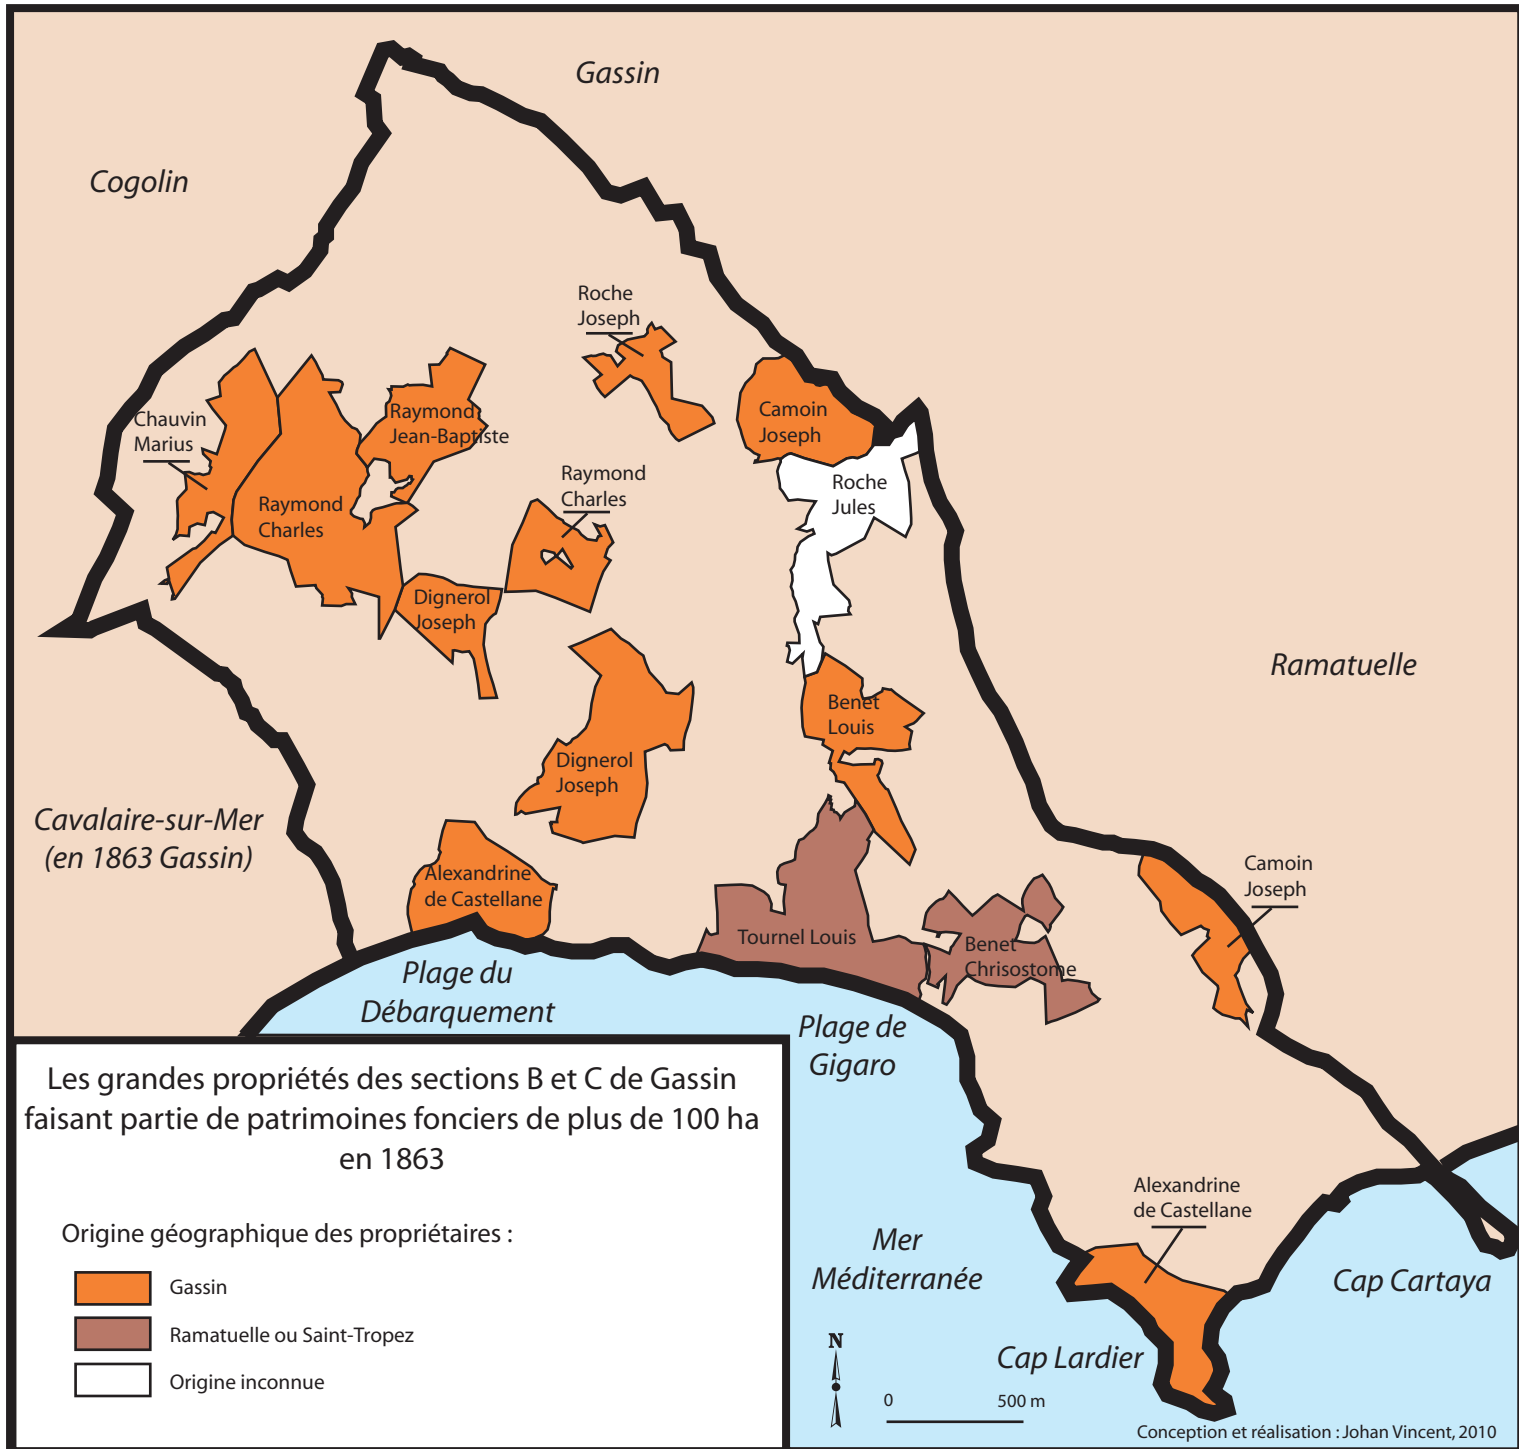 Gassin
Cogolin
Roche
Joseph
Chauvin
Marius
Raymond
Jean-Baptiste
Camoin
Joseph
Raymond
Charles
Raymond
Charles
Roche
Jules
Dignerol
Joseph
Ramatuelle
Benet
Louis
Dignerol
Joseph
Cavalaire-sur-Mer
(en 1863 Gassin)
Alexandrine
de Castellane
Camoin
Joseph
Tournel Louis
Benet
Chrisostome
Plage du
Débarquement
Plage de
Gigaro
Les grandes propriétés des sections B et C de Gassin
faisant partie de patrimoines fonciers de plus de 100 ha
en 1863
Origine géographique des propriétaires :
Gassin
Ramatuelle ou Saint-Tropez
Origine inconnue
Alexandrine
de Castellane
Mer
Méditerranée
Cap Cartaya
Cap Lardier
N
0 500 m
Conception et réalisation : Johan Vincent, 2010